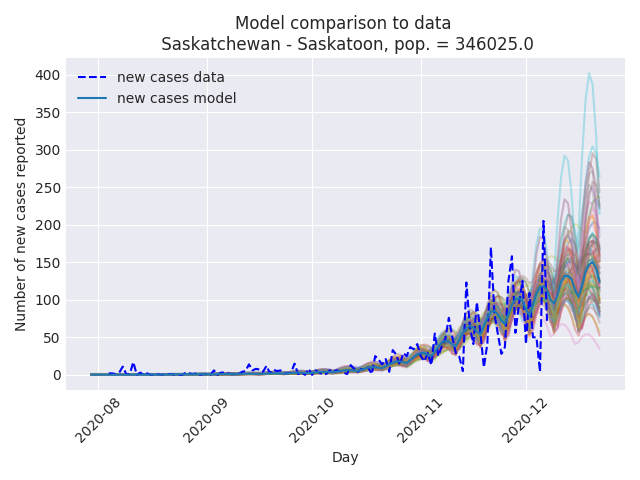 Model comparison to data
Saskatchewan - Saskatoon, pop. = 346025.0
new cases data
new cases model
Number of new cases reported
400
350
300
250
200
150
100
50
0
2020-08
2020-09
2020-10
2020-11
2020-12
Day